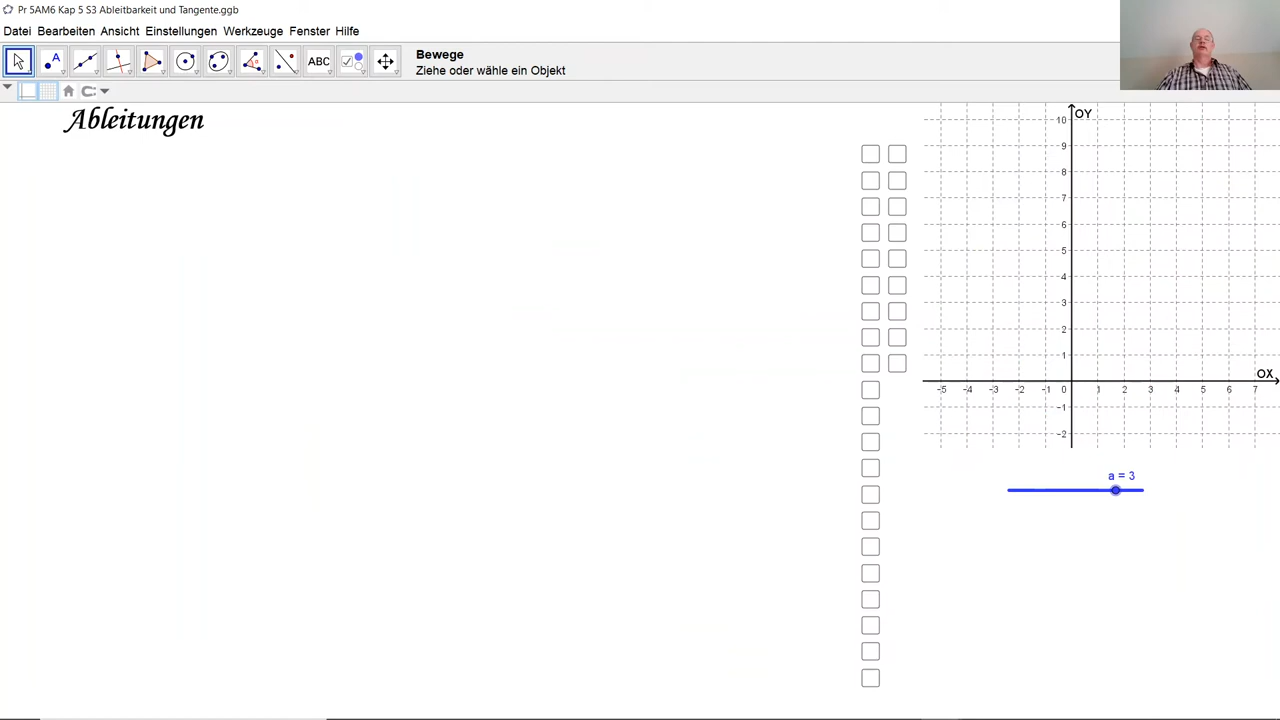 Pr 5AM6 Kap 5 S3 Ableitbarkeit und Tangente.ggb
Datei Bearbeiten Ansicht Einstellungen Werkzeuge Fenster Hilfe
A ABC
Bewege
Ziehe oder wähle ein Objekt
Ableitungen
OY
10
9
8
7
6
5
4
3
2
1
OX
-5 -4 -3 -2 -1 0 1 2 3 4 5 6 7
-1
-2
a = 3